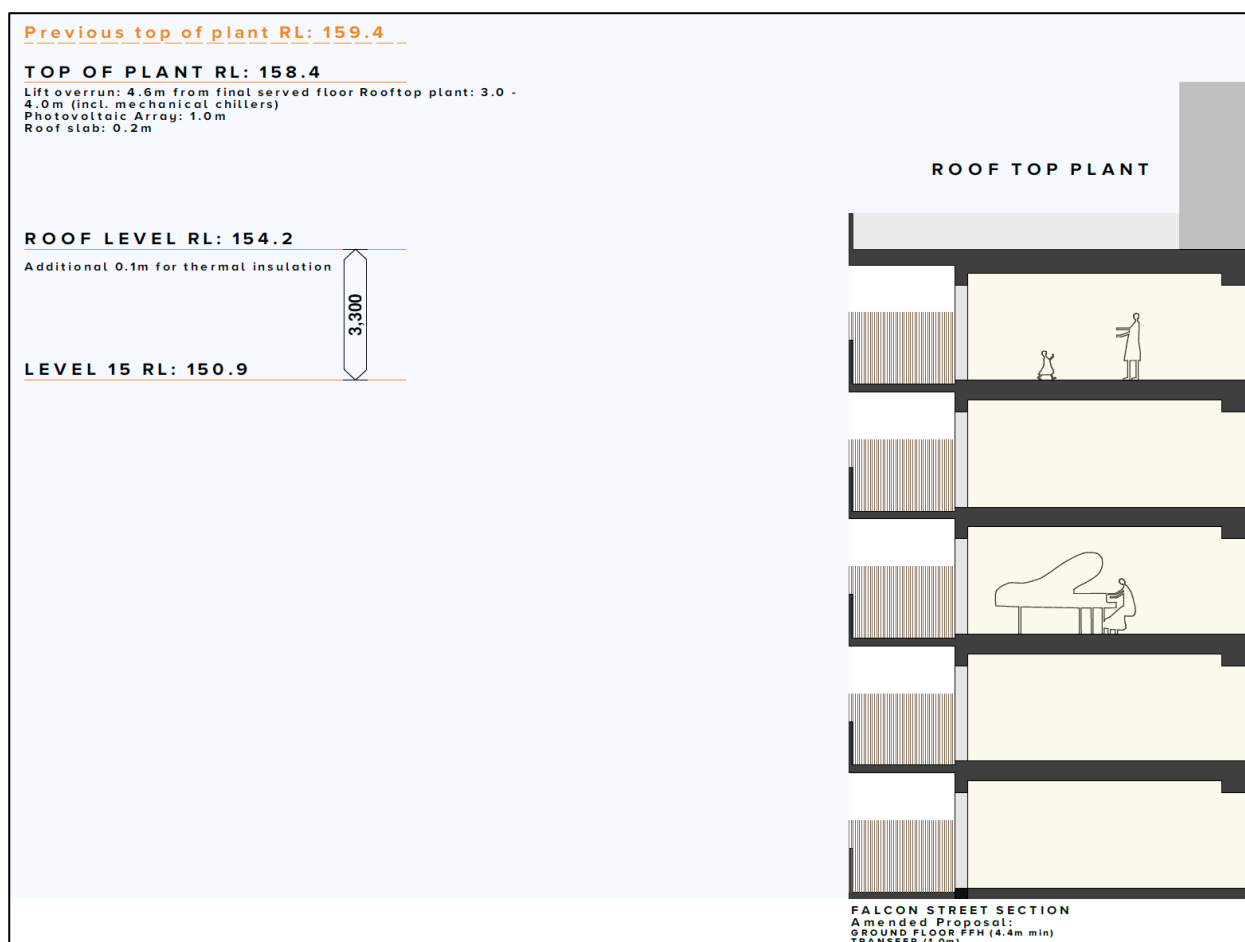 Previous top of plant RL: 159.4
TOP OF PLANT RL: 158.4
Lift overrun: 4.6m from final served floor Rooftop plant: 3.0 -
4.0m (incl. mechanical chillers)
Photovoltaic Array: 1.0m
Roof slab: 0.2m
ROOF TOP PLANT
ROOF LEVEL RL: 154.2
Additional 0.1m for thermal insulation
3,300
LEVEL 15 RL: 150.9
FALCON STREET SECTION
Amended Proposal:
GROUND FLOOR FFH (4.4m min)
TRANSFER (1.0m)